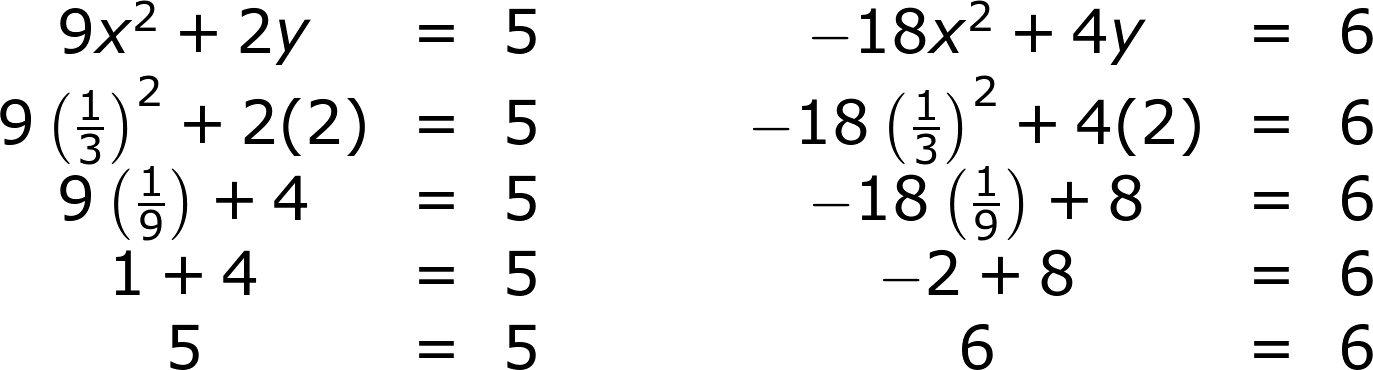 9x² + 2y = 5 −18x² + 4y = 6
9 (1/3)² + 2(2) = 5 −18 (1/3)² + 4(2) = 6
9 (1/9) + 4 = 5 −18 (1/9) + 8 = 6
1 + 4 = 5 −2 + 8 = 6
5 = 5 6 = 6